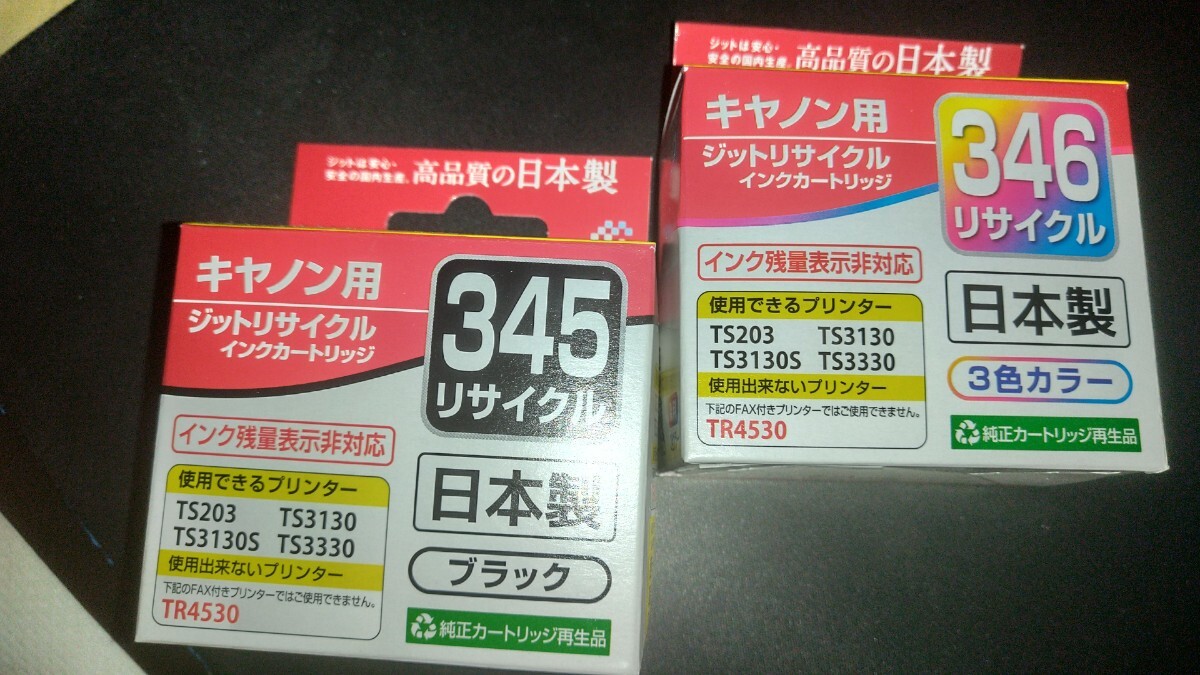 ジットは安心・
安全の国内生産。高品質の日本製
キヤノン用
ジットリサイクル
インクカートリッジ
345
リサイクル
インク残量表示非対応
使用できるプリンター
TS203 TS3130
TS3130S TS3330
使用出来ないプリンター
下記のFAX付きプリンターではご使用できません。
TR4530
日本製
ブラック
純正カートリッジ再生品
ジットは安心・
安全の国内生産。高品質の日本製
キヤノン用
ジットリサイクル
インクカートリッジ
346
リサイクル
インク残量表示非対応
使用できるプリンター
TS203 TS3130
TS3130S TS3330
使用出来ないプリンター
下記のFAX付きプリンターではご使用できません。
TR4530
日本製
3色カラー
純正カートリッジ再生品